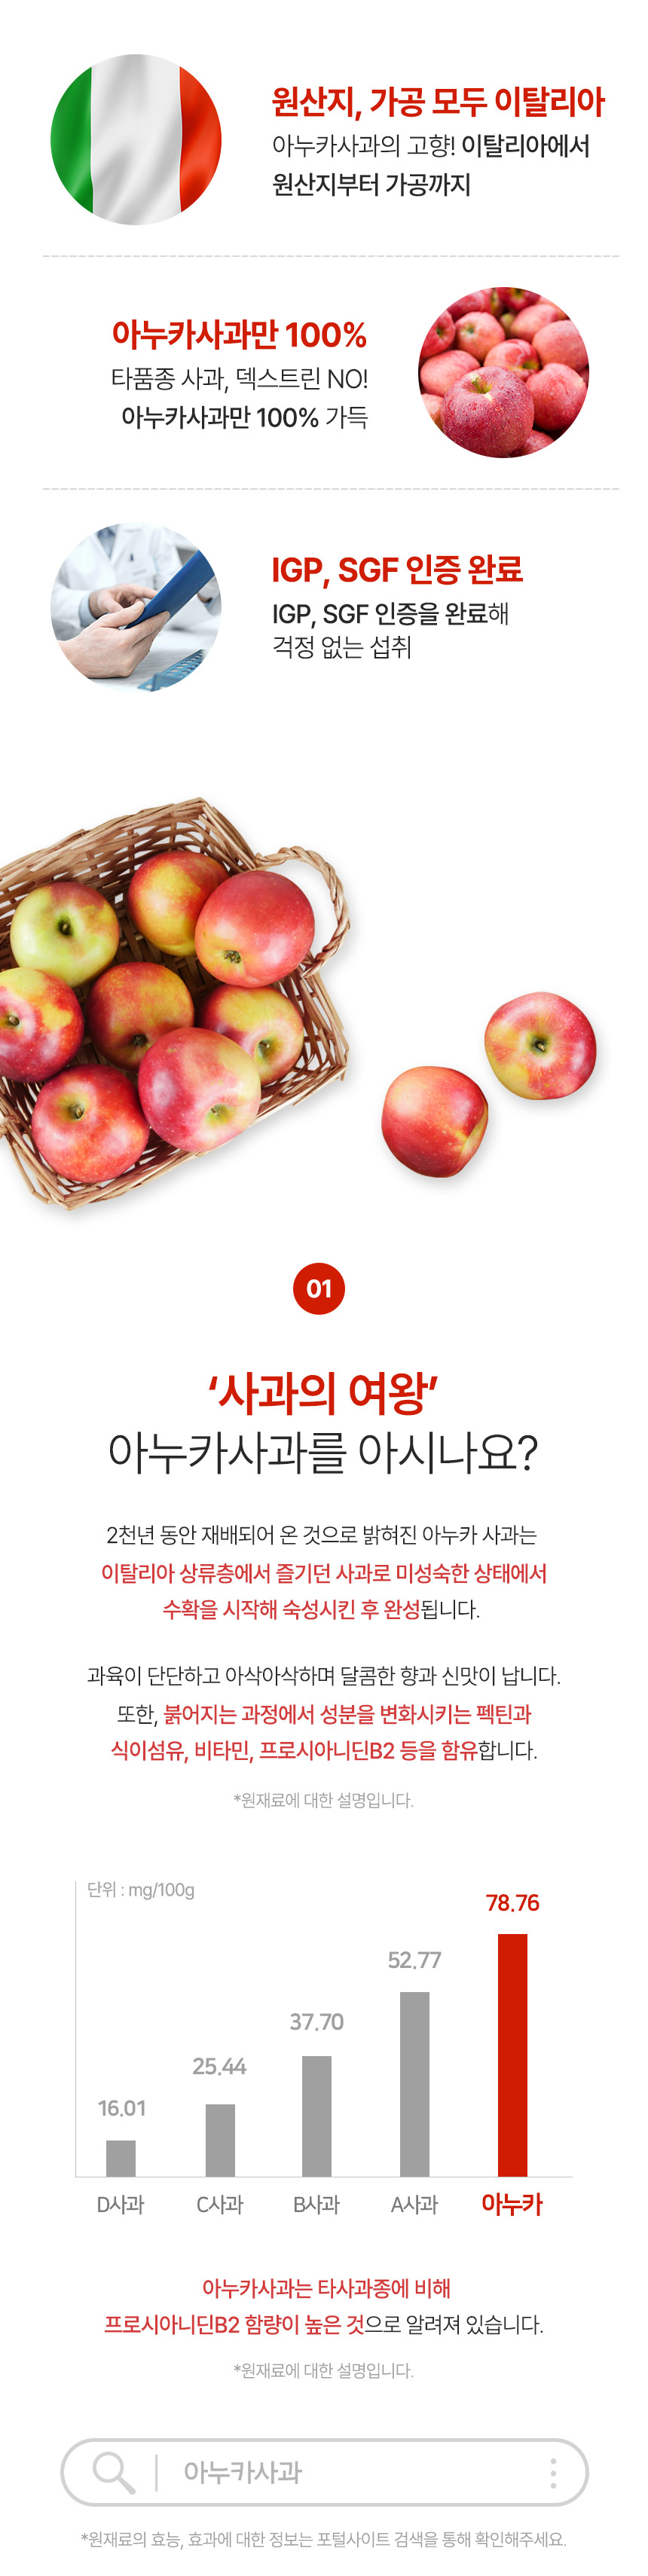 원산지, 가공 모두 이탈리아
아누카사과의 고향! 이탈리아에서
원산지부터 가공까지
아누카사과만 100%
타품종 사과, 덱스트린 NO!
아누카사과만 100% 가득
IGP, SGF 인증 완료
IGP, SGF 인증을 완료해
걱정 없는 섭취
01
‘사과의 여왕’
아누카사과를 아시나요?
2천년 동안 재배되어 온 것으로 밝혀진 아누카 사과는
이탈리아 상류층에서 즐기던 사과로 미성숙한 상태에서
수확을 시작해 숙성시킨 후 완성됩니다.
과육이 단단하고 아삭아삭하며 달콤한 향과 신맛이 납니다.
또한, 붉어지는 과정에서 성분을 변화시키는 펙틴과
식이섬유, 비타민, 프로시아니딘B2 등을 함유합니다.
*원재료에 대한 설명입니다.
단위 : mg/100g
16.01
25.44
37.70
52.77
78.76
D사과
C사과
B사과
A사과
아누카
아누카사과는 타사과종에 비해
프로시아니딘B2 함량이 높은 것으로 알려져 있습니다.
*원재료에 대한 설명입니다.
아누카사과
*원재료의 효능, 효과에 대한 정보는 포털사이트 검색을 통해 확인해주세요.